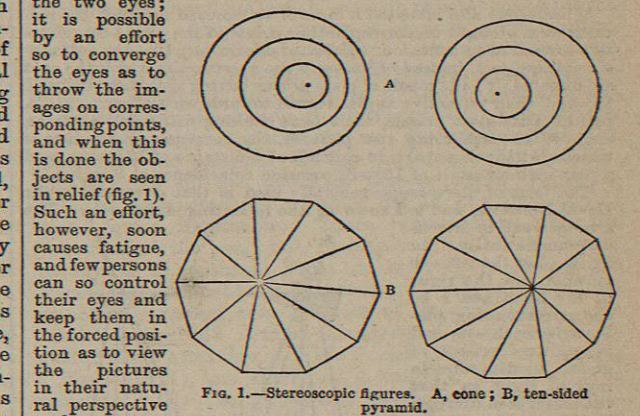 the two eyes;
it is possible
by an effort
so to converge
the eyes as to
throw the im-
ages on corres-
ponding points,
and when this
is done the ob-
jects are seen
in relief (fig. 1).
Such an effort,
however, soon
causes fatigue,
and few persons
can so control
their eyes and
keep them in
the forced posi-
tion as to view
the pictures
in their natu-
ral perspective
A
B
FIG. 1.—Stereoscopic figures. A, cone; B, ten-sided
pyramid.